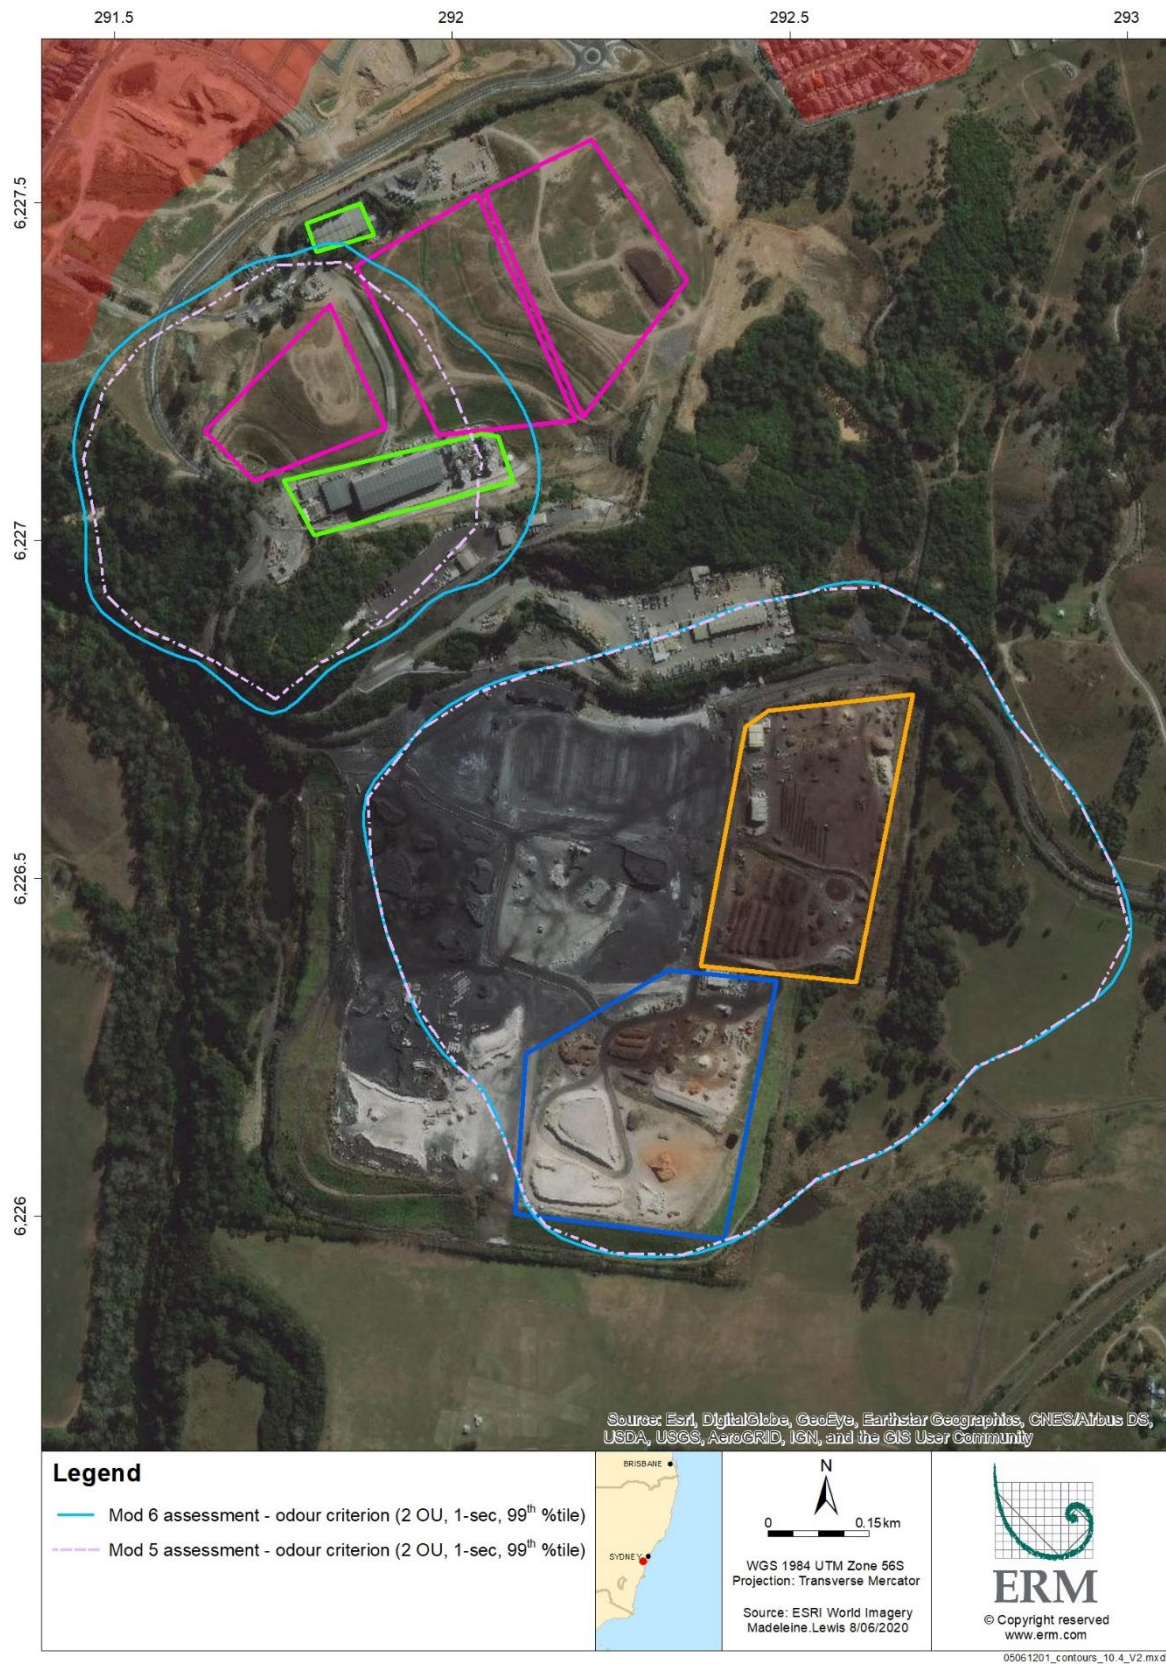 291.5
292
292.5
293
6,227.5
6,227
6,226.5
6,226
Source: Esri, DigitalGlobe, GeoEye, Earthstar Geographics, CNES/Airbus DS,
USDA, USGS, AeroGRID, IGN, and the GIS User Community
Legend
Mod 6 assessment - odour criterion (2 OU, 1-sec, 99th %tile)
Mod 5 assessment - odour criterion (2 OU, 1-sec, 99th %tile)
BRISBANE
SYDNEY
N
0 0.15 km
WGS 1984 UTM Zone 56S
Projection: Transverse Mercator
Source: ESRI World Imagery
Madeleine.Lewis 8/06/2020
ERM
© Copyright reserved
www.erm.com
05061201_contours_10.4_V2.mxd